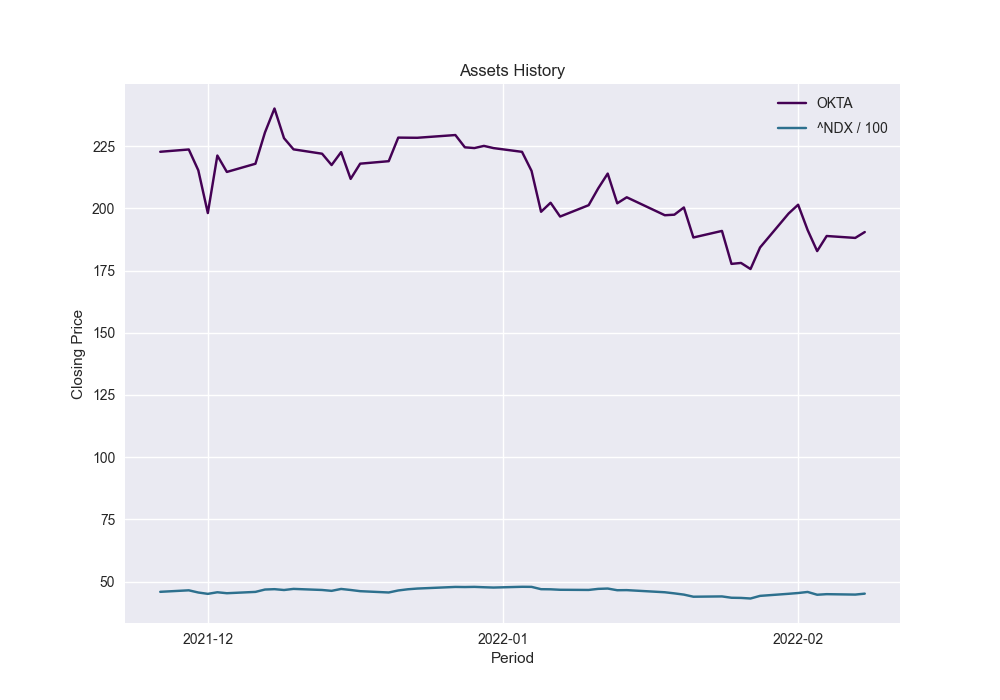 Assets History
OKTA
^NDX / 100
225
200
175
150
125
100
75
50
Closing Price
2021-12
2022-01
2022-02
Period